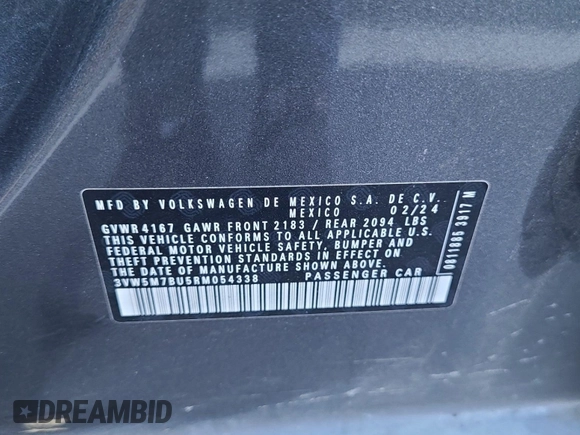 MFD BY VOLKSWAGEN DE MEXICO S.A. DE C.V.
MEXICO 02/24
GVWR4167 GAWR FRONT 2183 / REAR 2094 LBS
THIS VEHICLE CONFORMS TO ALL APPLICABLE U.S.
FEDERAL MOTOR VEHICLE SAFETY, BUMPER AND
THEFT PREVENTION STANDARDS IN EFFECT ON
THE DATE OF MANUFACTURE SHOWN ABOVE.
3VW5M7BU5RM054338 PASSENGER CAR
0611085 3917 M
DREAMBID